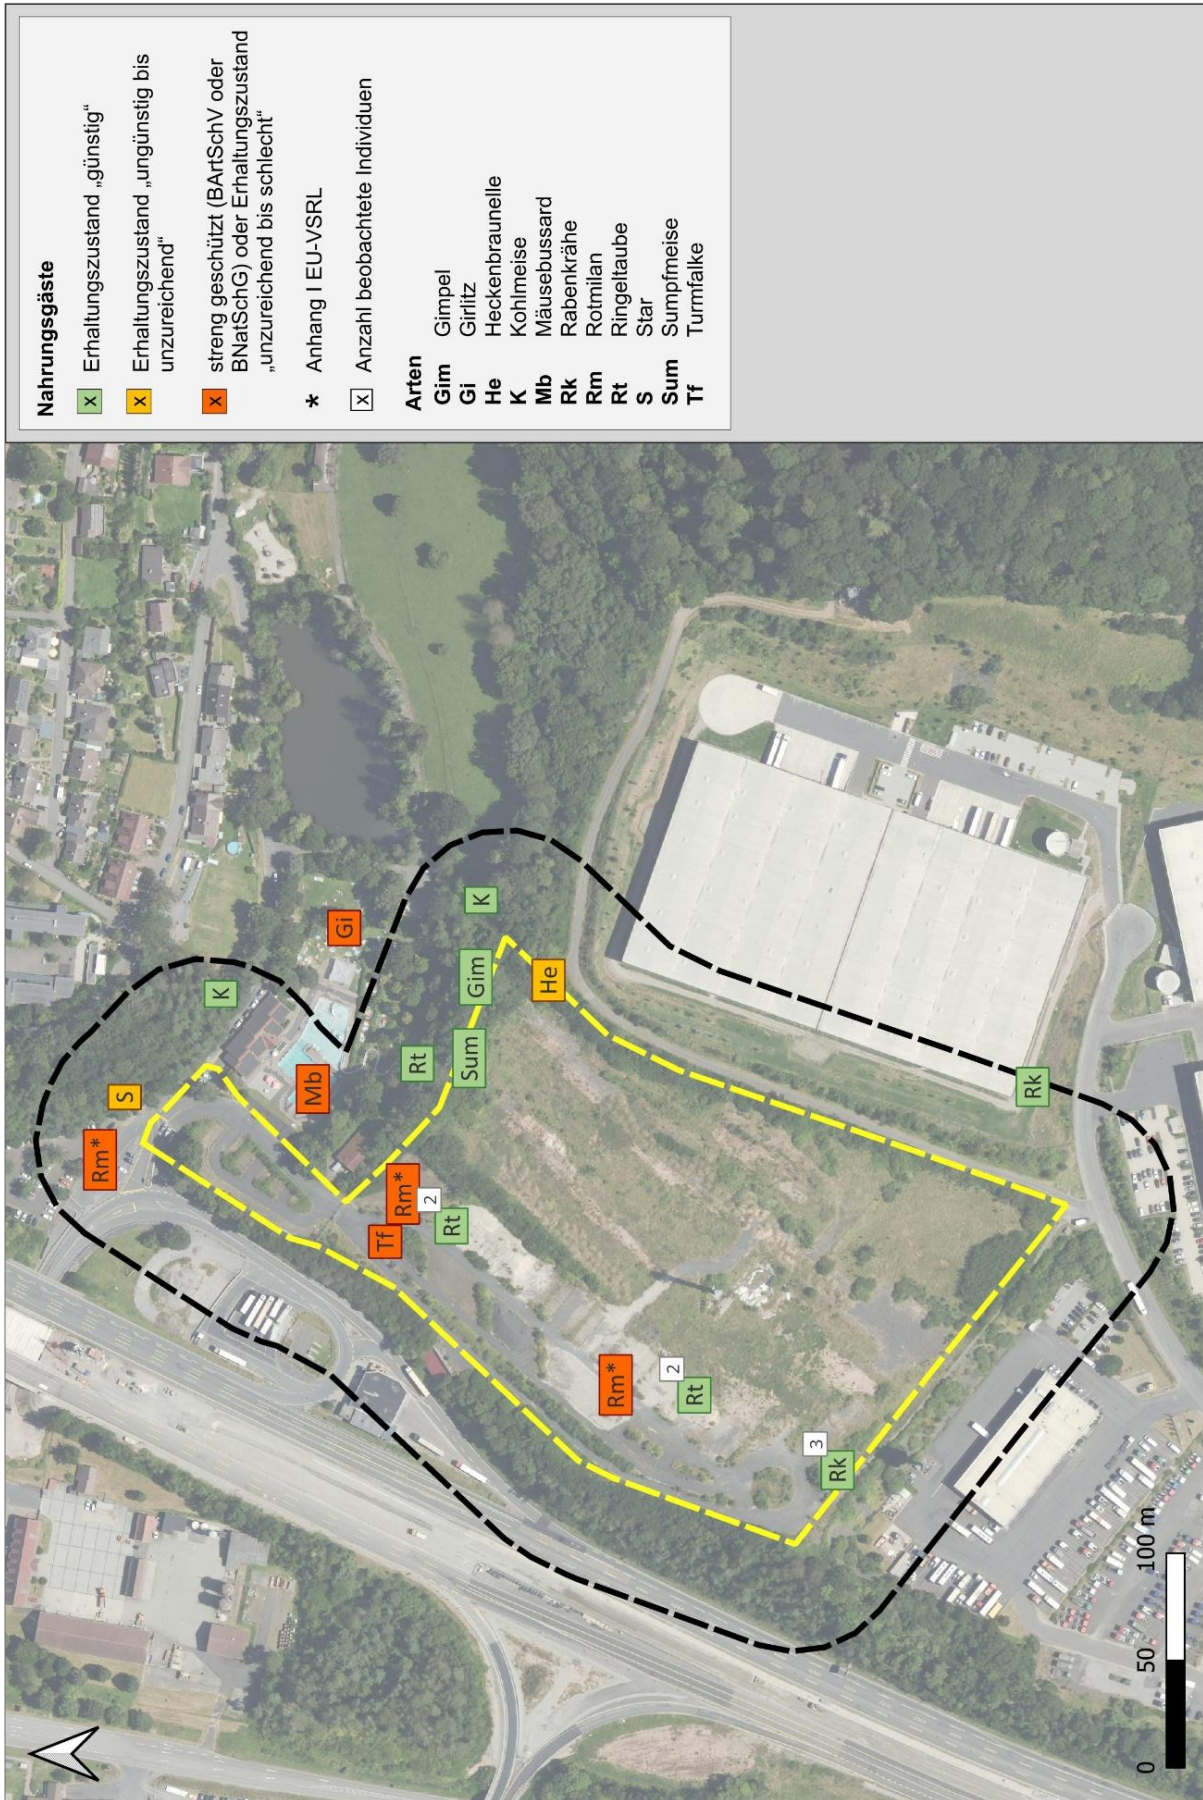 Nahrungsgäste
x Erhaltungszustand „günstig“
x Erhaltungszustand „ungünstig bis
unzureichend“
x streng geschützt (BArtSchV oder
BNatSchG) oder Erhaltungszustand
„unzureichend bis schlecht“
* Anhang I EU-VSRL
x Anzahl beobachtete Individuen
Arten
Gim Gimpel
Gi Girlitz
He Heckenbraunelle
K Kohlmeise
Mb Mäusebussard
Rk Rabenkrähe
Rm Rotmilan
Rt Ringeltaube
S Star
Sum Sumpfmeise
Tf Turmfalke
Rm*
S
K
Mb
Gi
Tf
Rm*
2
Rt
Rt
Sum
Gim
K
He
Rm*
2
Rt
3
Rk
Rk
0 50 100 m